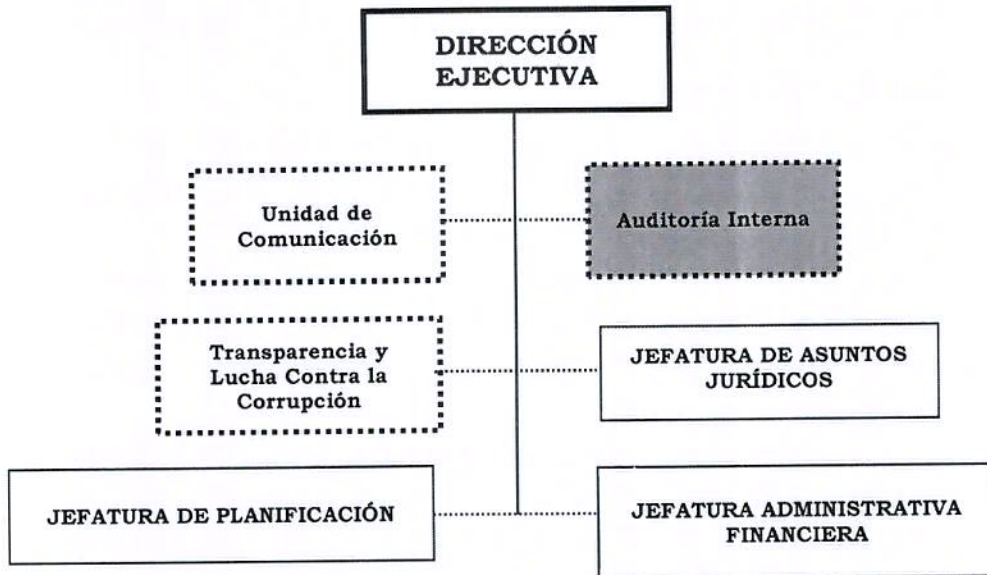 DIRECCIÓN
EJECUTIVA
Unidad de
Comunicación
Auditoría Interna
Transparencia y
Lucha Contra la
Corrupción
JEFATURA DE ASUNTOS
JURÍDICOS
JEFATURA DE PLANIFICACIÓN
JEFATURA ADMINISTRATIVA
FINANCIERA